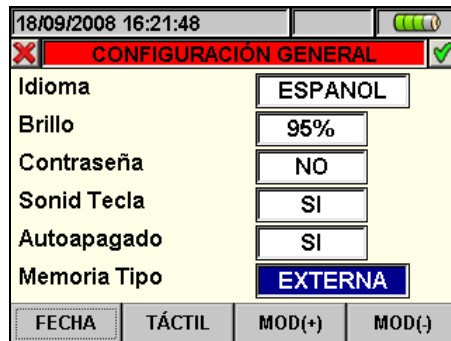 18/09/2008 16:21:48
CONFIGURACIÓN GENERAL
Idioma ESPANOL
Brillo 95%
Contraseña NO
Sonid Tecla SI
Autoapagado SI
Memoria Tipo EXTERNA
FECHA TÁCTIL MOD(+) MOD(-)